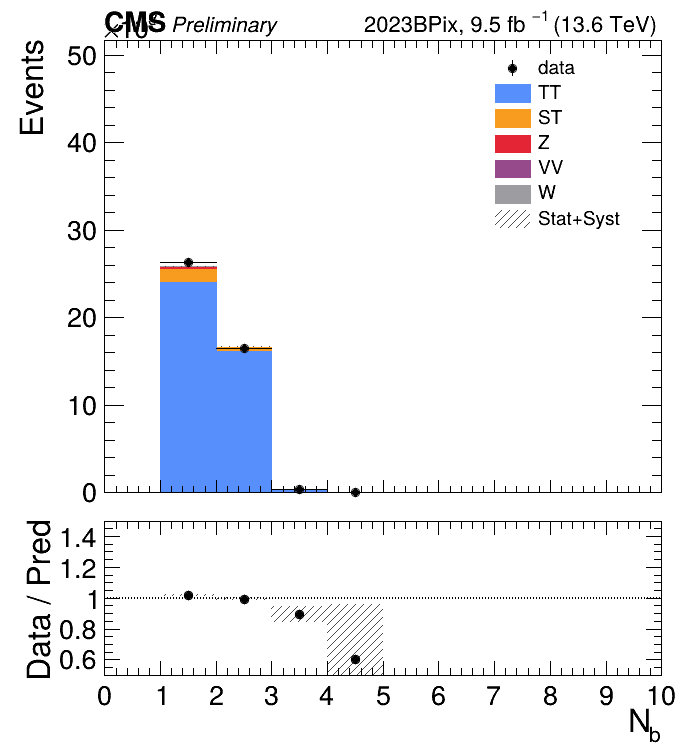 CMS Preliminary 2023BPix, 9.5 fb⁻¹ (13.6 TeV)
Events
50
40
30
20
10
0
data
TT
ST
Z
VV
W
Stat+Syst
Data / Pred
1.4
1.2
1
0.8
0.6
0 1 2 3 4 5 6 7 8 9 10
N_b